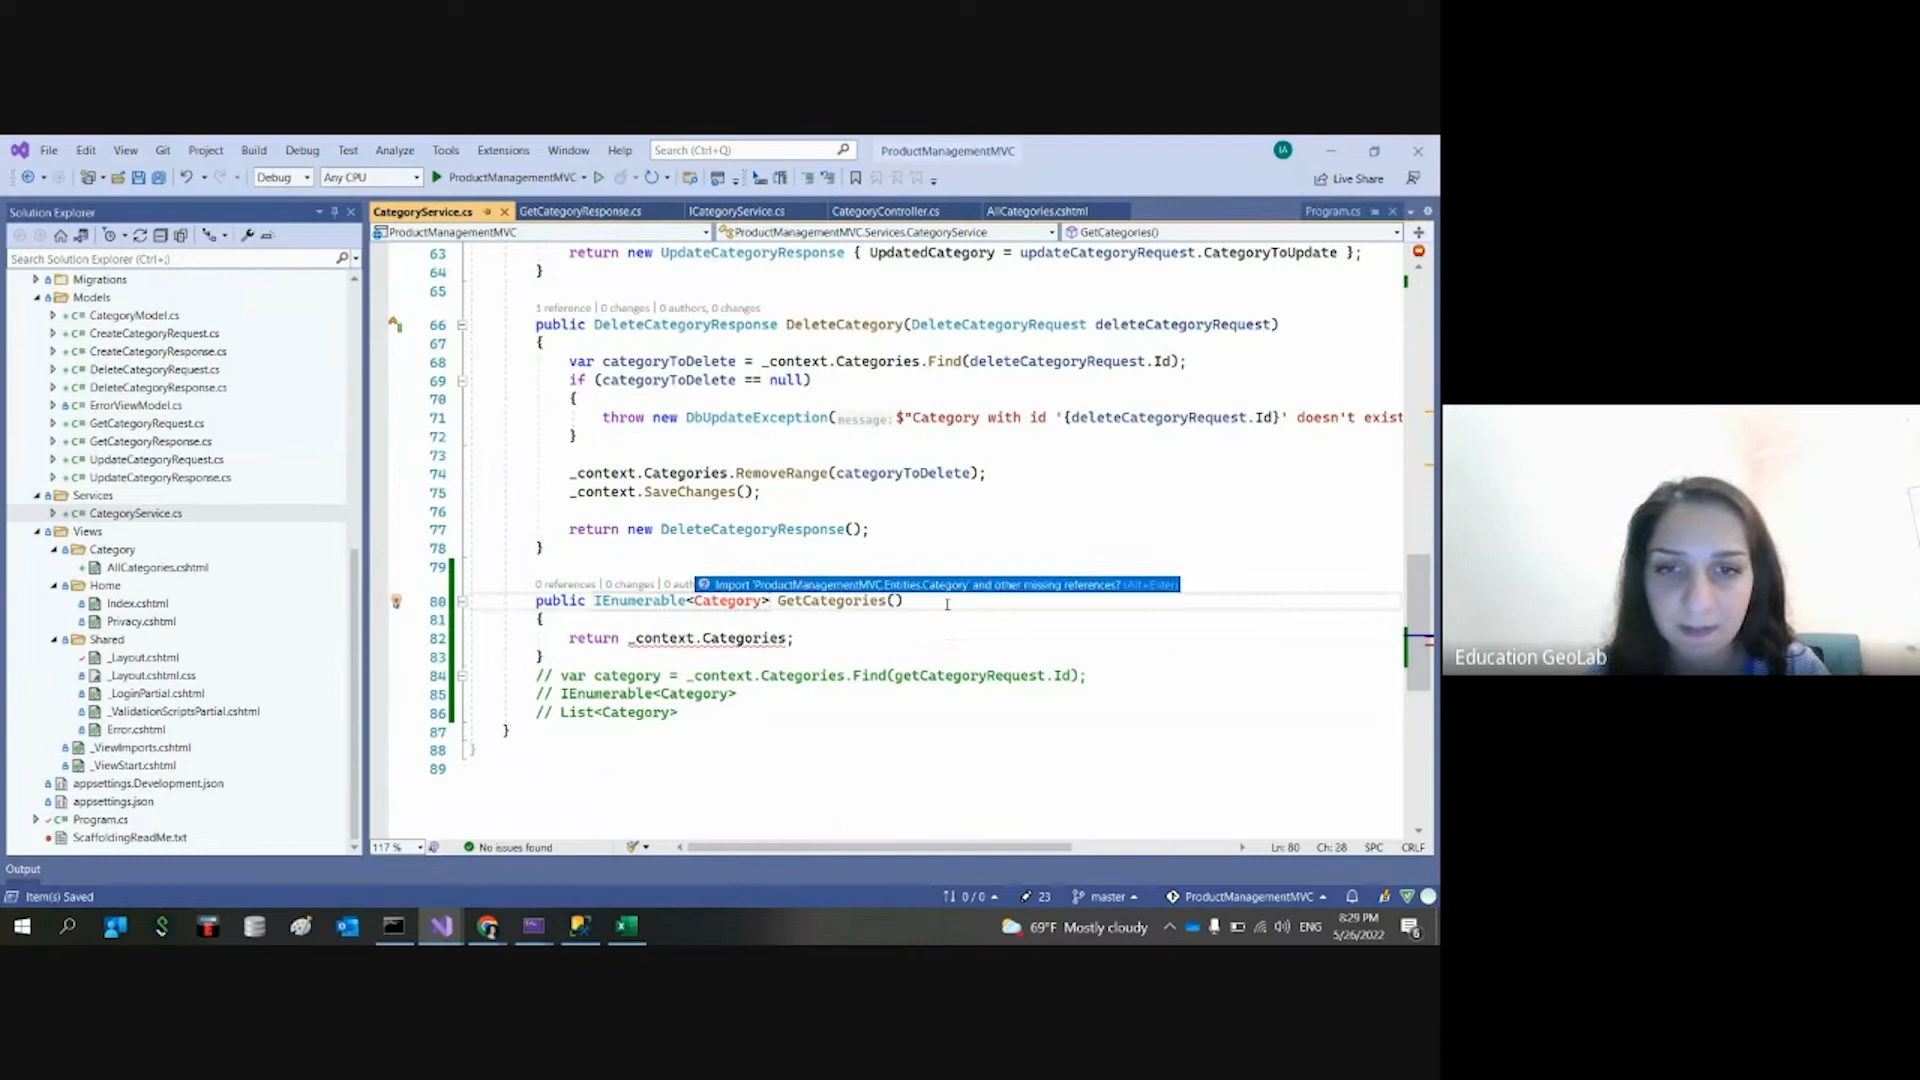 File Edit View Git Project Build Debug Test Analyze Tools Extensions Window Help Search (Ctrl+Q) ProductManagementMVC IA
Debug Any CPU ProductManagementMVC Live Share
Solution Explorer
Search Solution Explorer (Ctrl+;)
Migrations
Models
C# CategoryModel.cs
C# CreateCategoryRequest.cs
C# CreateCategoryResponse.cs
C# DeleteCategoryRequest.cs
C# DeleteCategoryResponse.cs
C# ErrorViewModel.cs
C# GetCategoryRequest.cs
C# GetCategoryResponse.cs
C# UpdateCategoryRequest.cs
C# UpdateCategoryResponse.cs
Services
C# CategoryService.cs
Views
Category
AllCategories.cshtml
Home
Index.cshtml
Privacy.cshtml
Shared
_Layout.cshtml
_Layout.cshtml.css
_LoginPartial.cshtml
_ValidationScriptsPartial.cshtml
Error.cshtml
_ViewImports.cshtml
_ViewStart.cshtml
appsettings.Development.json
appsettings.json
C# Program.cs
ScaffoldingReadMe.txt
CategoryService.cs GetCategoryResponse.cs ICategoryService.cs CategoryController.cs AllCategories.cshtml Program.cs
ProductManagementMVC ProductManagementMVC.Services.CategoryService GetCategories()
63 return new UpdateCategoryResponse { UpdatedCategory = updateCategoryRequest.CategoryToUpdate };
64 }
65
1 reference | 0 changes | 0 authors, 0 changes
66 public DeleteCategoryResponse DeleteCategory(DeleteCategoryRequest deleteCategoryRequest)
67 {
68 var categoryToDelete = _context.Categories.Find(deleteCategoryRequest.Id);
69 if (categoryToDelete == null)
70 {
71 throw new DbUpdateException(message: $"Category with id '{deleteCategoryRequest.Id}' doesn't exist
72 }
73
74 _context.Categories.RemoveRange(categoryToDelete);
75 _context.SaveChanges();
76
77 return new DeleteCategoryResponse();
78 }
79
0 references | 0 changes | 0 auth Import 'ProductManagementMVC.Entities.Category' and other missing references? (Alt+Enter)
80 public IEnumerable<Category> GetCategories()
81 {
82 return _context.Categories;
83 }
84 // var category = _context.Categories.Find(getCategoryRequest.Id);
85 // IEnumerable<Category>
86 // List<Category>
87 }
88 }
89
117 % No issues found Ln: 80 Ch: 28 SPC CRLF
Output
Item(s) Saved 0 / 0 23 master ProductManagementMVC
69°F Mostly cloudy ENG 8:29 PM
5/26/2022 6
Education GeoLab